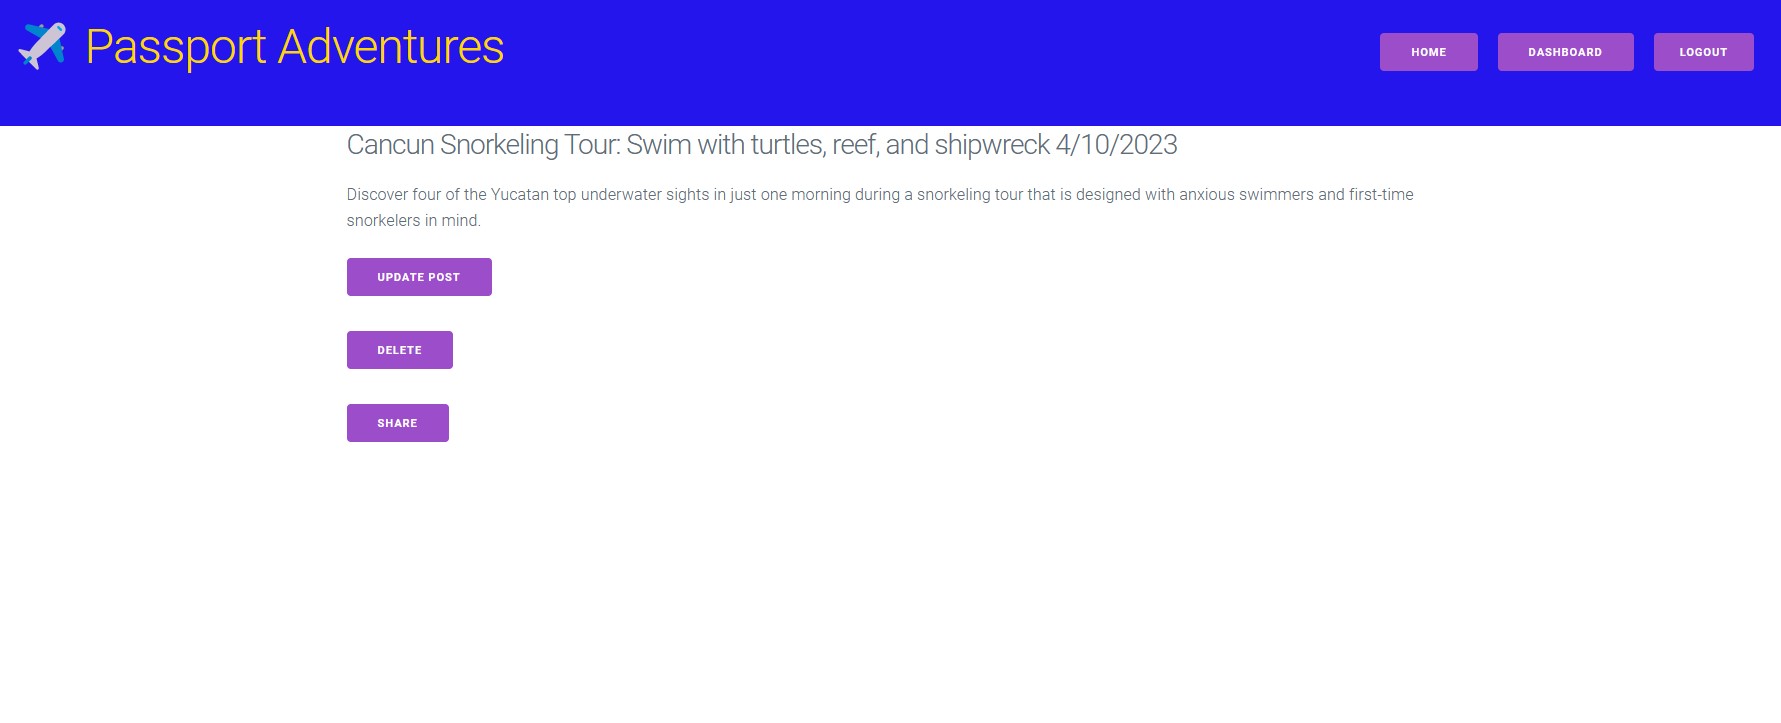 Passport Adventures
HOME
DASHBOARD
LOGOUT
Cancun Snorkeling Tour: Swim with turtles, reef, and shipwreck 4/10/2023
Discover four of the Yucatan top underwater sights in just one morning during a snorkeling tour that is designed with anxious swimmers and first-time
snorkelers in mind.
UPDATE POST
DELETE
SHARE